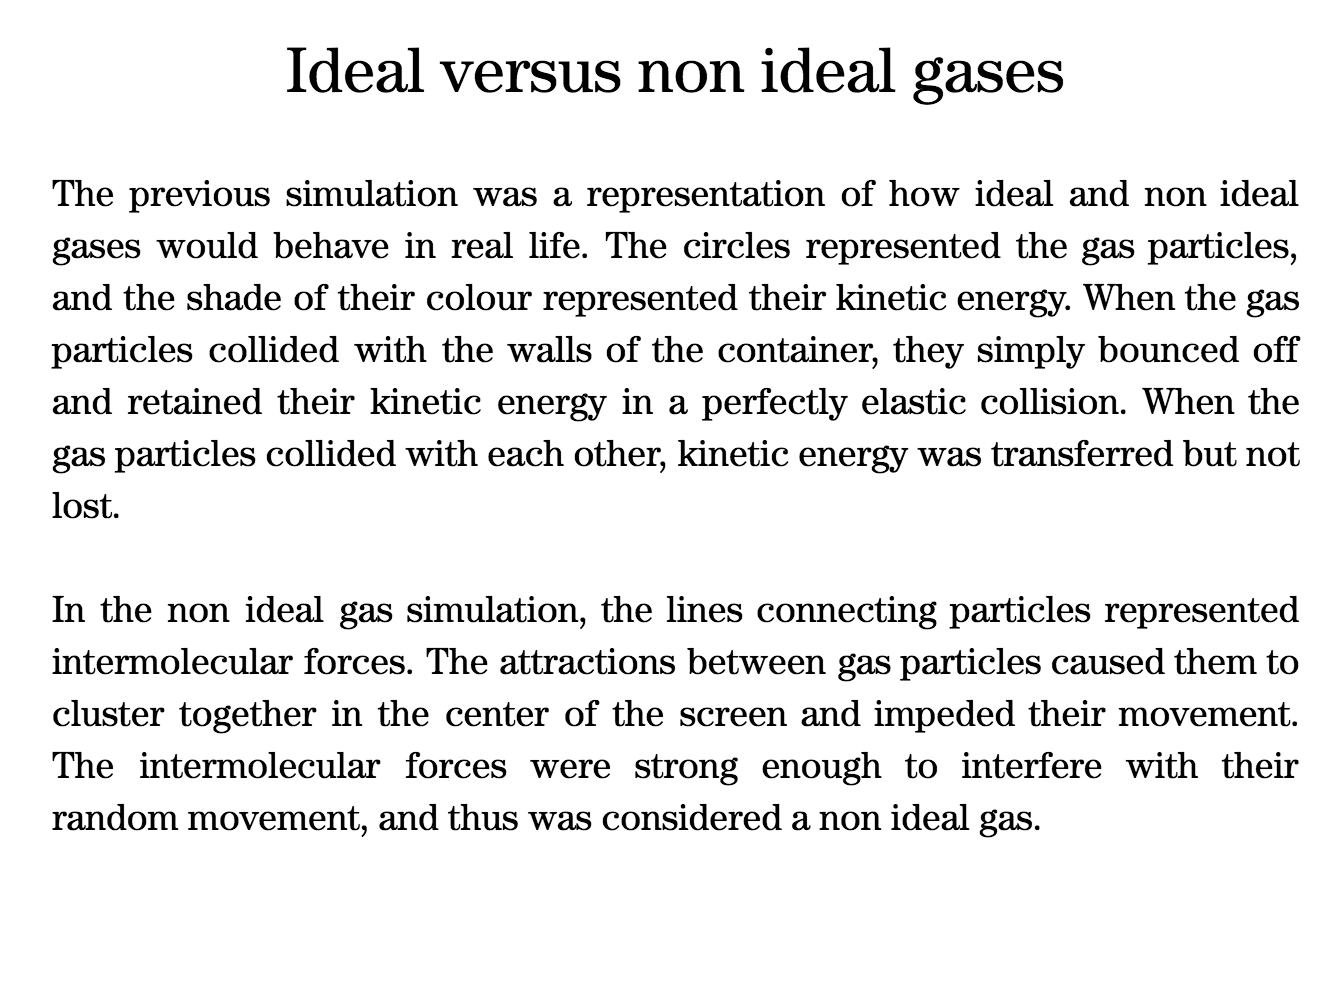 Ideal versus non ideal gases
The previous simulation was a representation of how ideal and non ideal
gases would behave in real life. The circles represented the gas particles,
and the shade of their colour represented their kinetic energy. When the gas
particles collided with the walls of the container, they simply bounced off
and retained their kinetic energy in a perfectly elastic collision. When the
gas particles collided with each other, kinetic energy was transferred but not
lost.
In the non ideal gas simulation, the lines connecting particles represented
intermolecular forces. The attractions between gas particles caused them to
cluster together in the center of the screen and impeded their movement.
The intermolecular forces were strong enough to interfere with their
random movement, and thus was considered a non ideal gas.